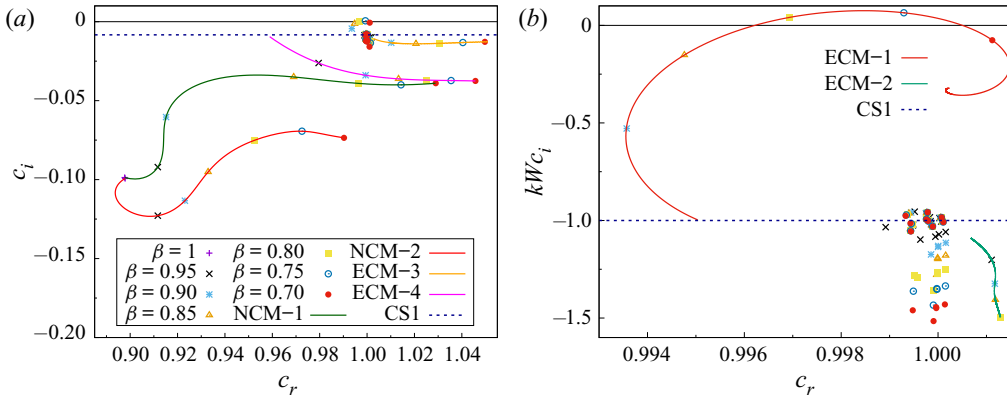 (a)
0
−0.05
−0.10
−0.15
−0.20
c_i
0.90 0.92 0.94 0.96 0.98 1.00 1.02 1.04
c_r
β = 1 β = 0.80 NCM−2
β = 0.95 β = 0.75 ECM−3
β = 0.90 β = 0.70 ECM−4
β = 0.85 NCM−1 CS1
(b)
0
−0.5
−1.0
−1.5
kWc_i
ECM−1
ECM−2
CS1
0.994 0.996 0.998 1.000
c_r